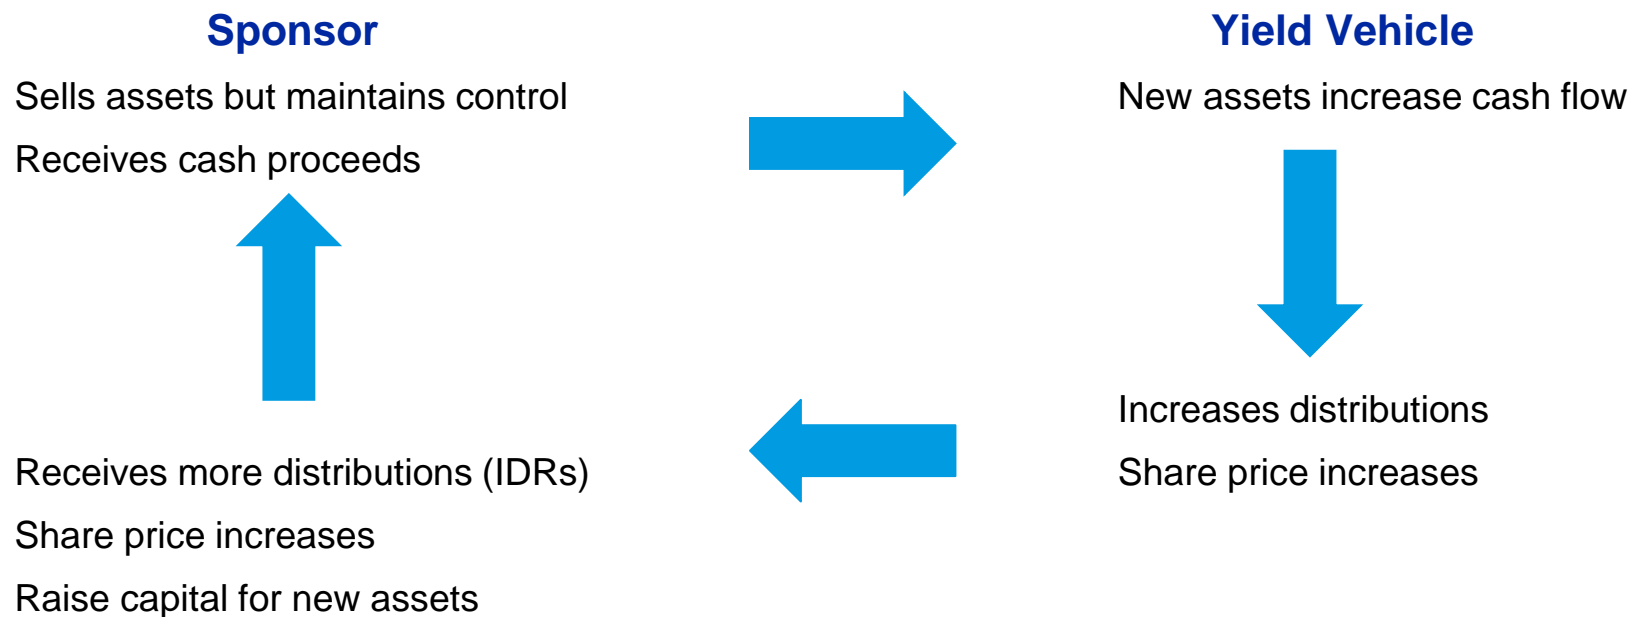 Sponsor
Sells assets but maintains control
Receives cash proceeds
Receives more distributions (IDRs)
Share price increases
Raise capital for new assets
Yield Vehicle
New assets increase cash flow
Increases distributions
Share price increases